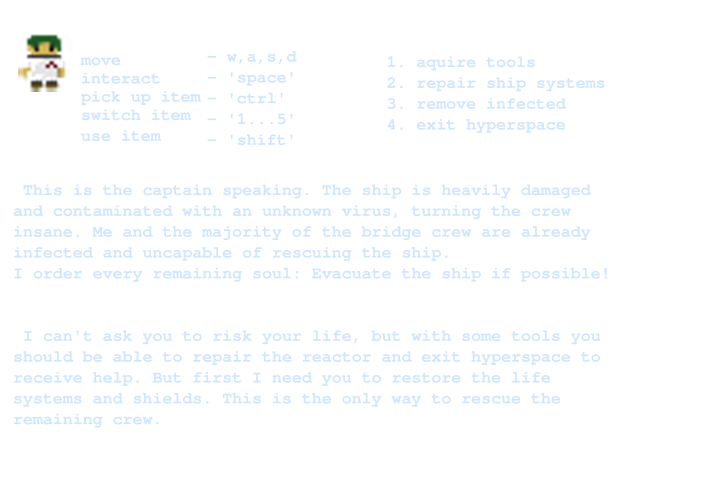 move - w,a,s,d
interact - 'space'
pick up item - 'ctrl'
switch item - '1...5'
use item - 'shift'
1. aquire tools
2. repair ship systems
3. remove infected
4. exit hyperspace
This is the captain speaking. The ship is heavily damaged
and contaminated with an unknown virus, turning the crew
insane. Me and the majority of the bridge crew are already
infected and uncapable of rescuing the ship.
I order every remaining soul: Evacuate the ship if possible!
I can't ask you to risk your life, but with some tools you
should be able to repair the reactor and exit hyperspace to
receive help. But first I need you to restore the life
systems and shields. This is the only way to rescue the
remaining crew.